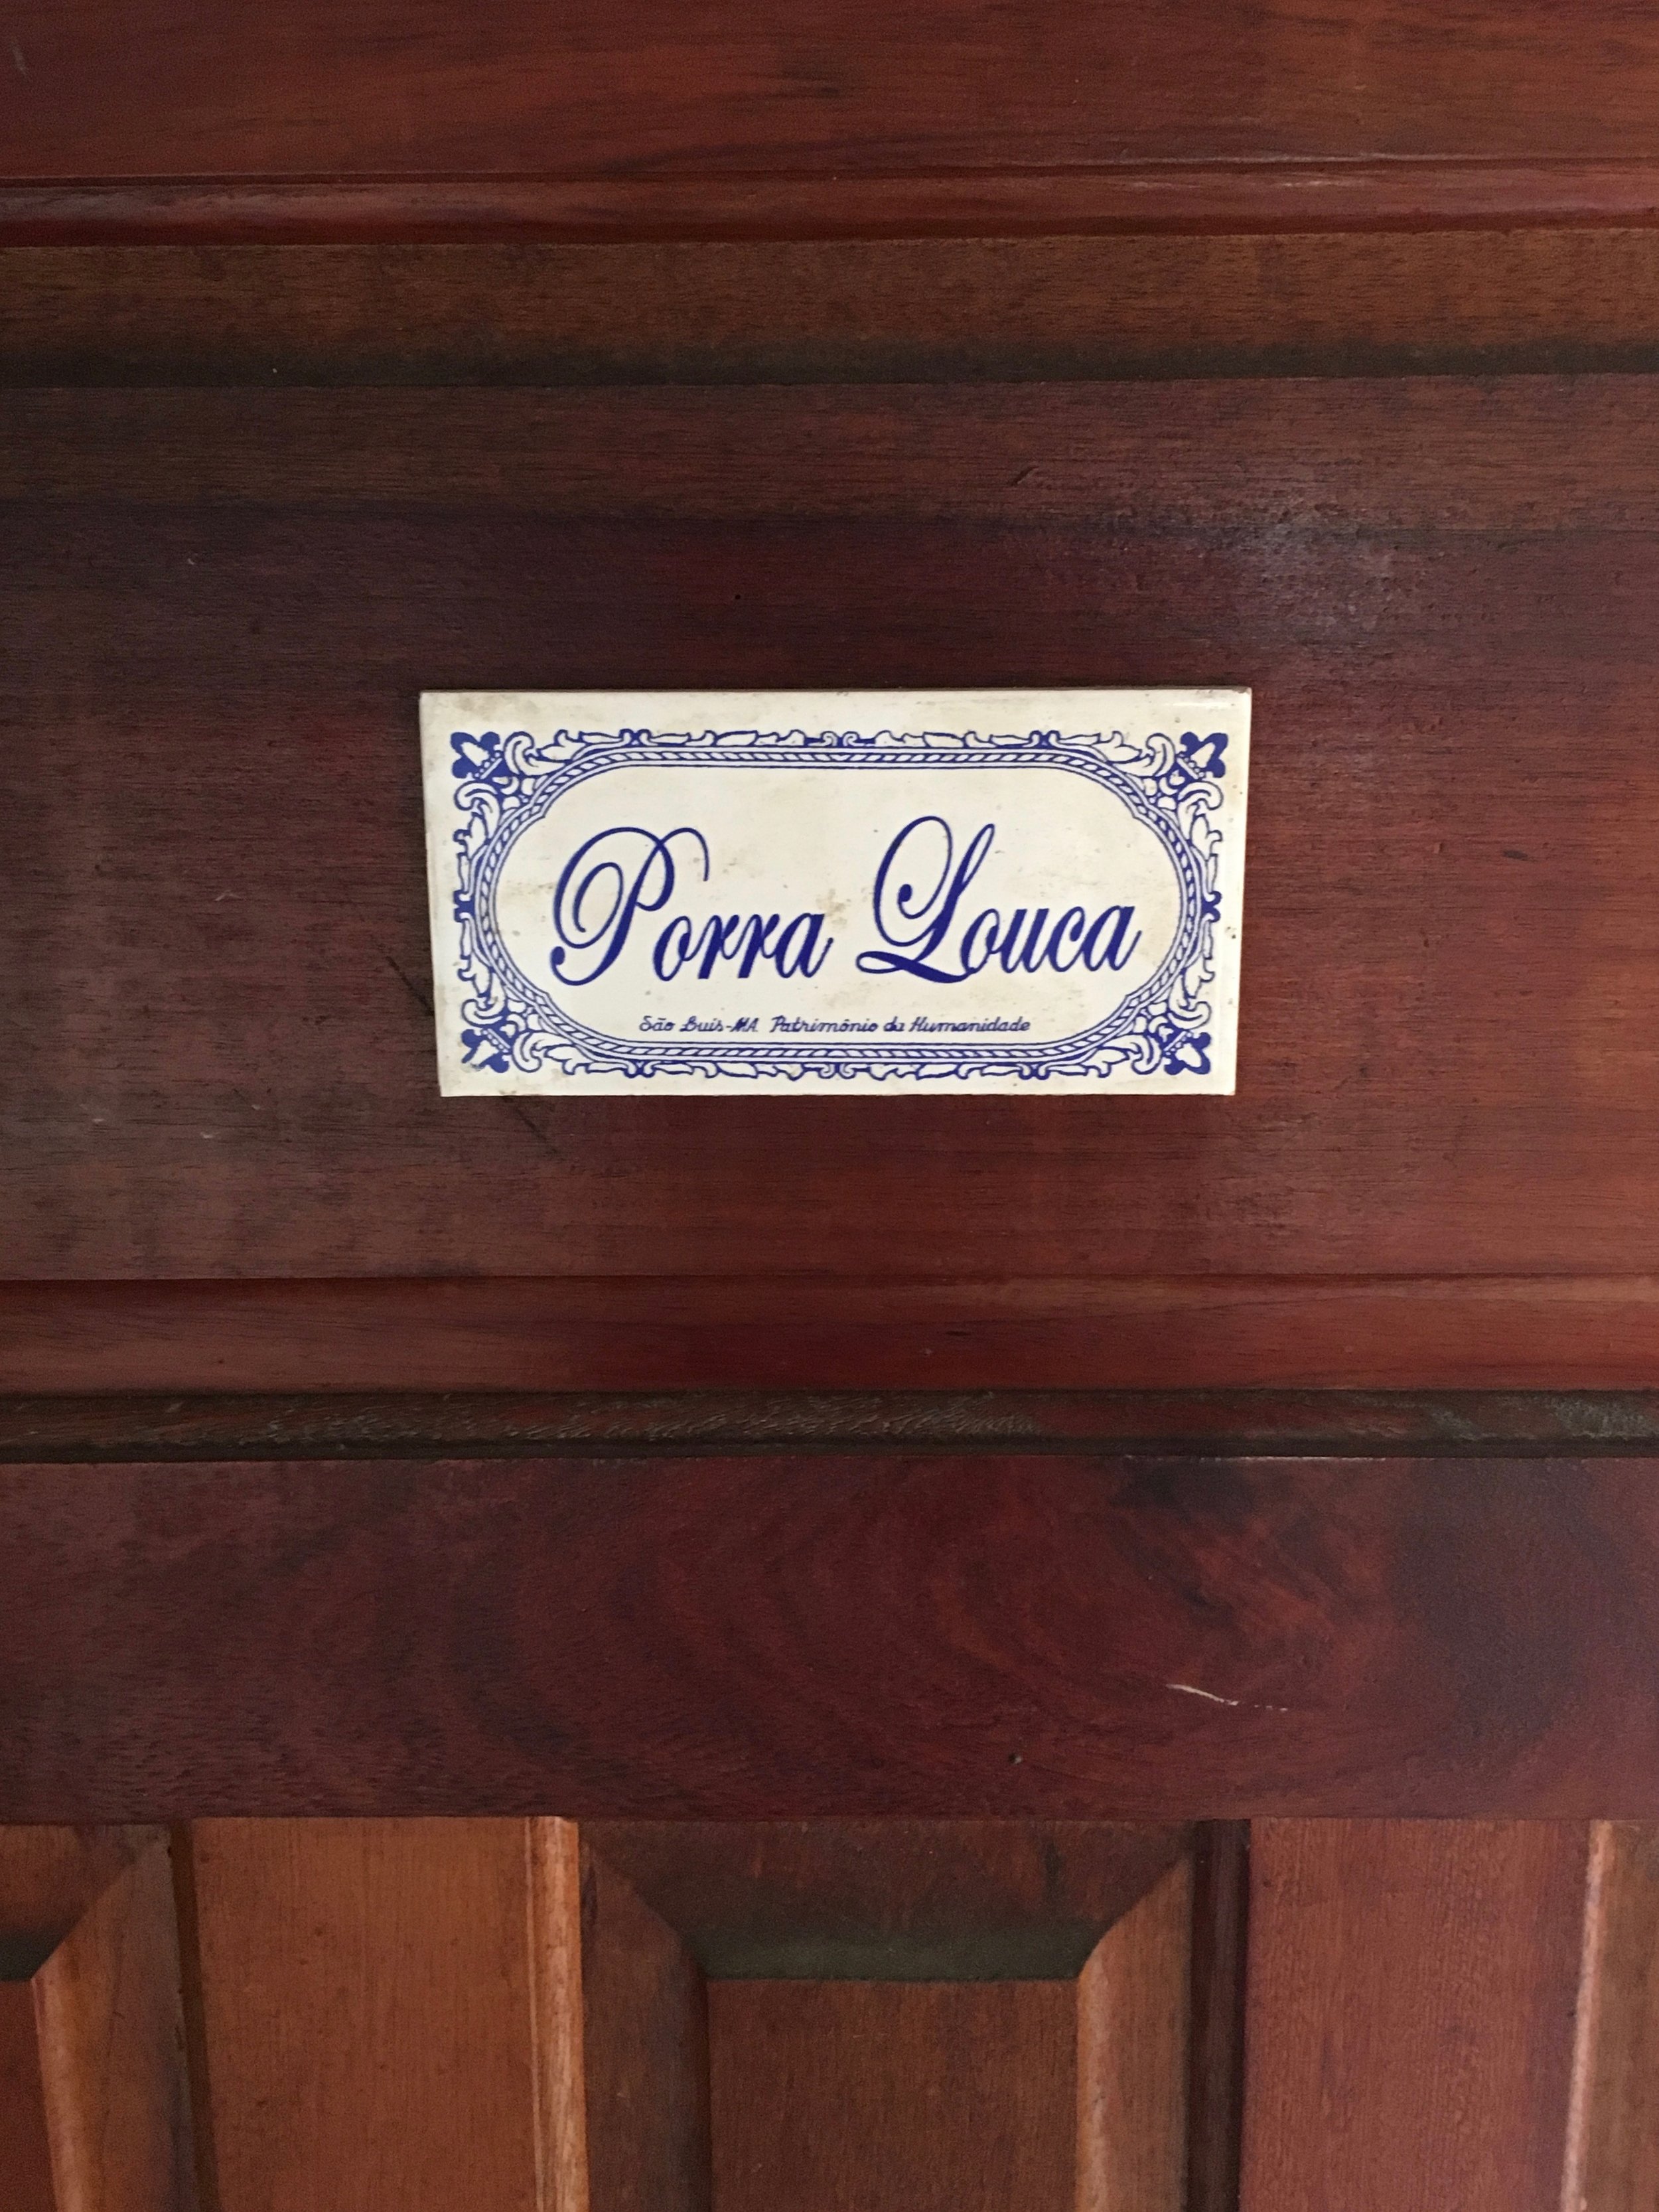 Porra Louca
São Luís-MA Patrimônio da Humanidade